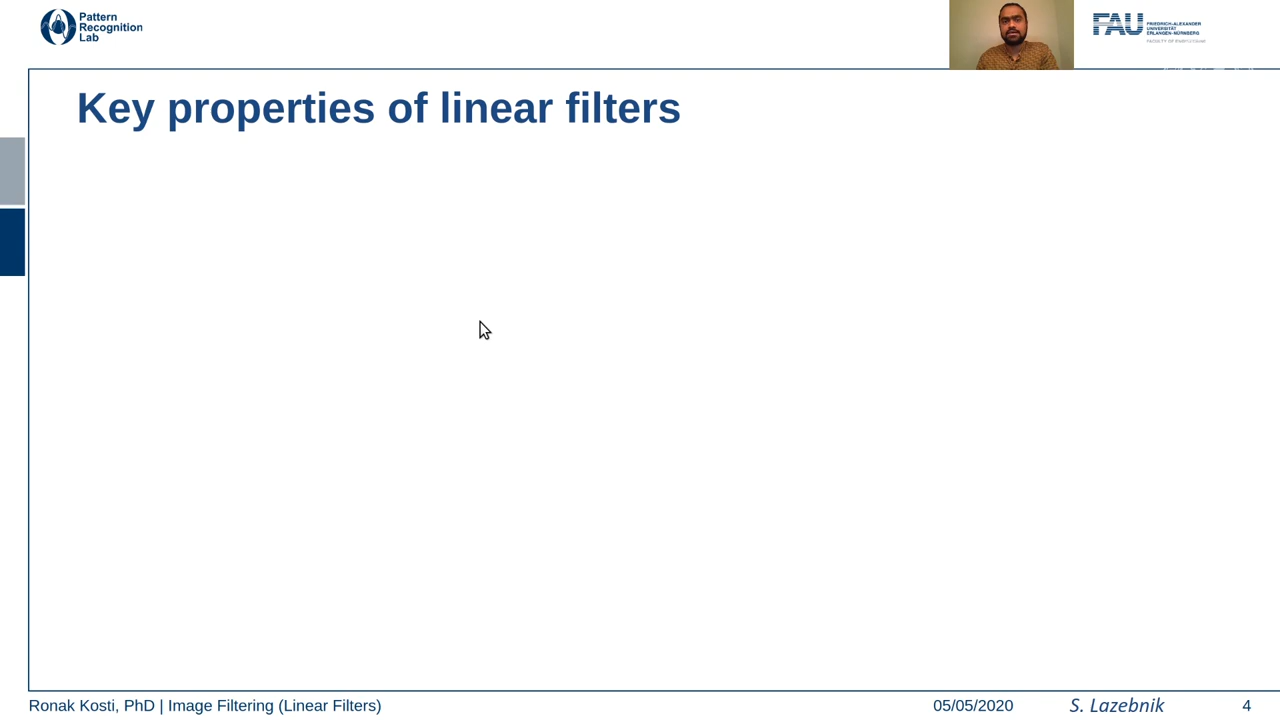 Pattern
Recognition
Lab
FAU
FRIEDRICH-ALEXANDER
UNIVERSITÄT
ERLANGEN-NÜRNBERG
Key properties of linear filters
Ronak Kosti, PhD | Image Filtering (Linear Filters)
05/05/2020
S. Lazebnik
4